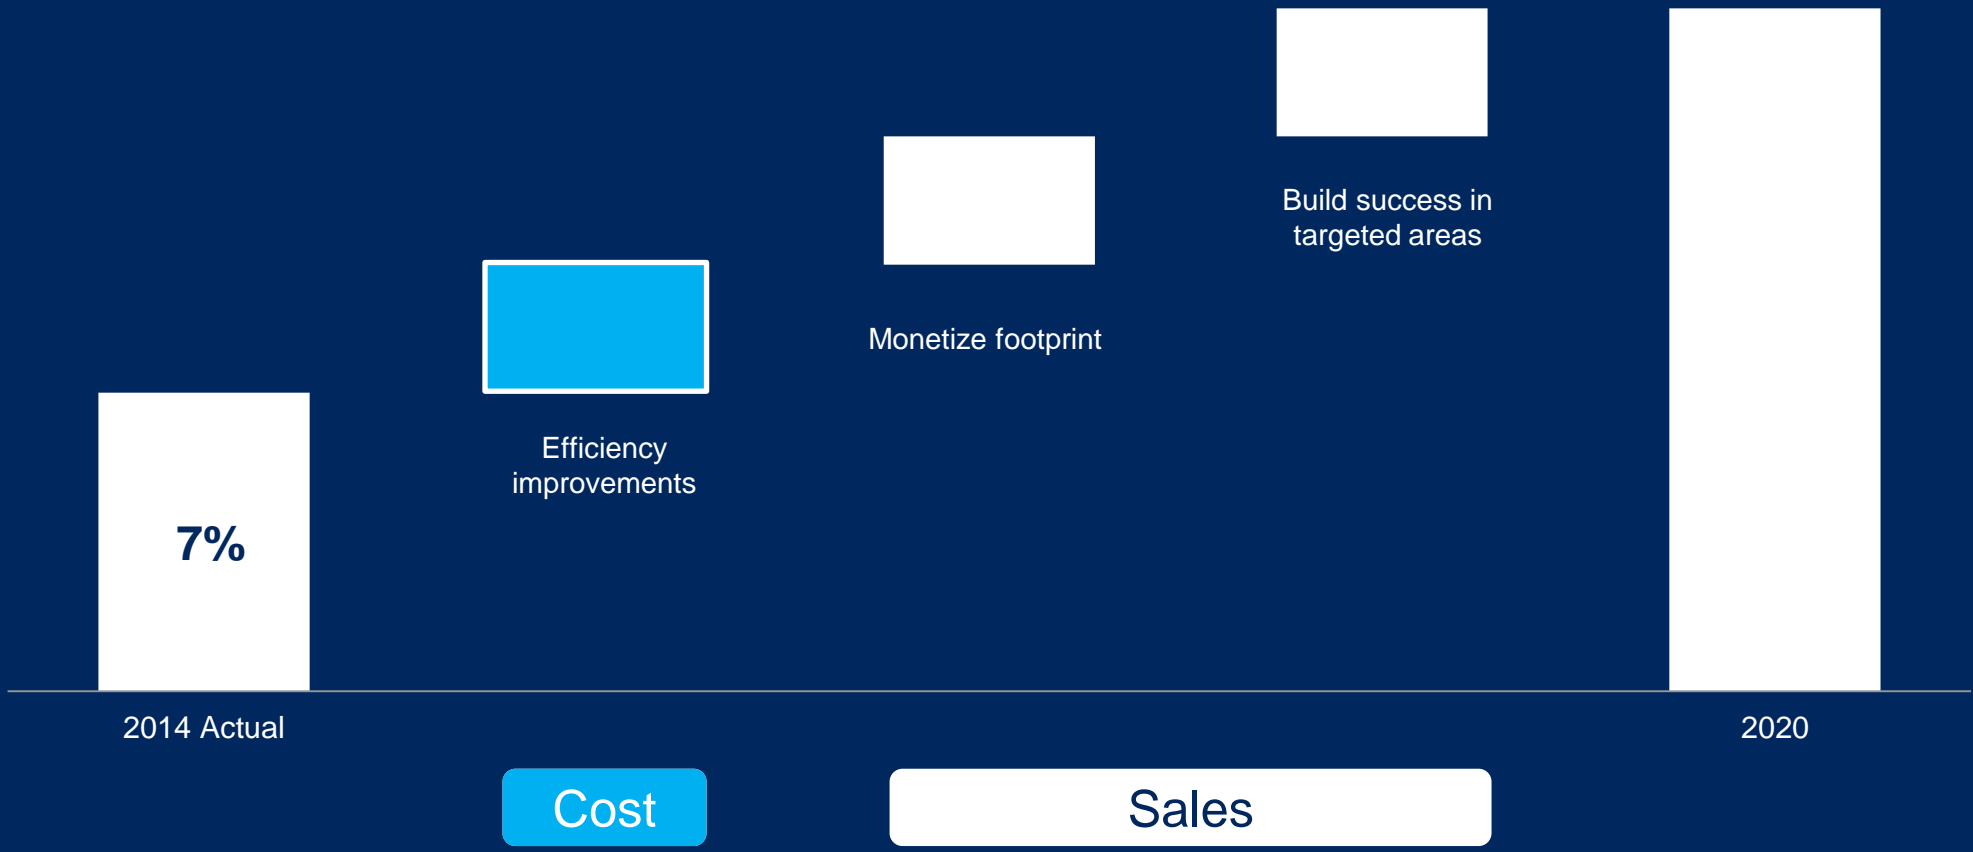 Build success in
targeted areas
Monetize footprint
Efficiency
improvements
7%
2014 Actual
2020
Cost
Sales